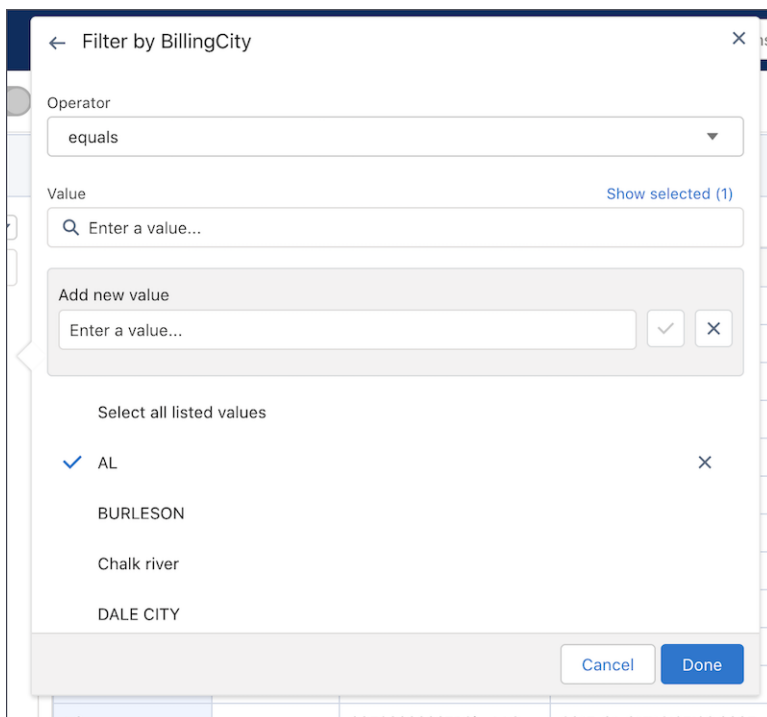 Filter by BillingCity
Operator
equals
Value
Show selected (1)
Enter a value...
Add new value
Enter a value...
Select all listed values
AL
BURLESON
Chalk river
DALE CITY
Cancel
Done